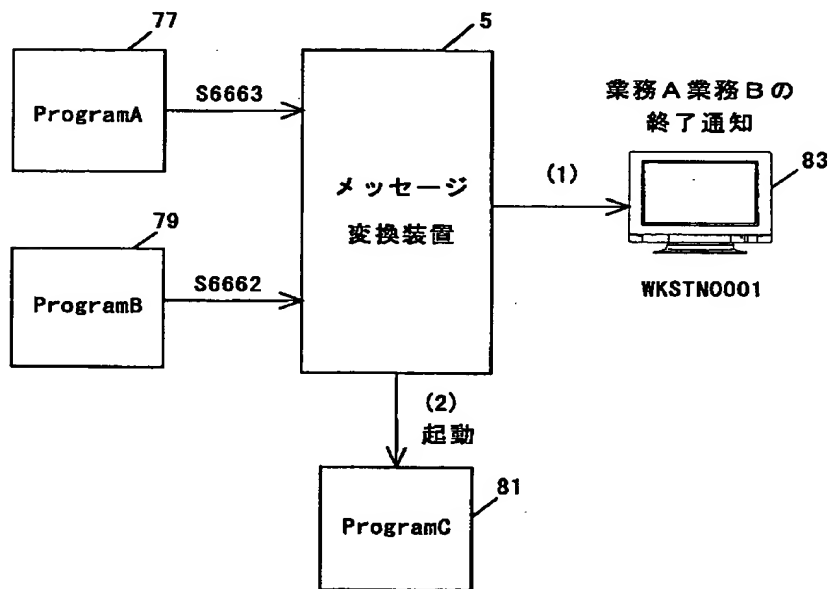 77
ProgramA
S6663
5
メッセージ
変換装置
業務A業務Bの
終了通知
(1)
83
WKSTN0001
79
ProgramB
S6662
(2)
起動
81
ProgramC